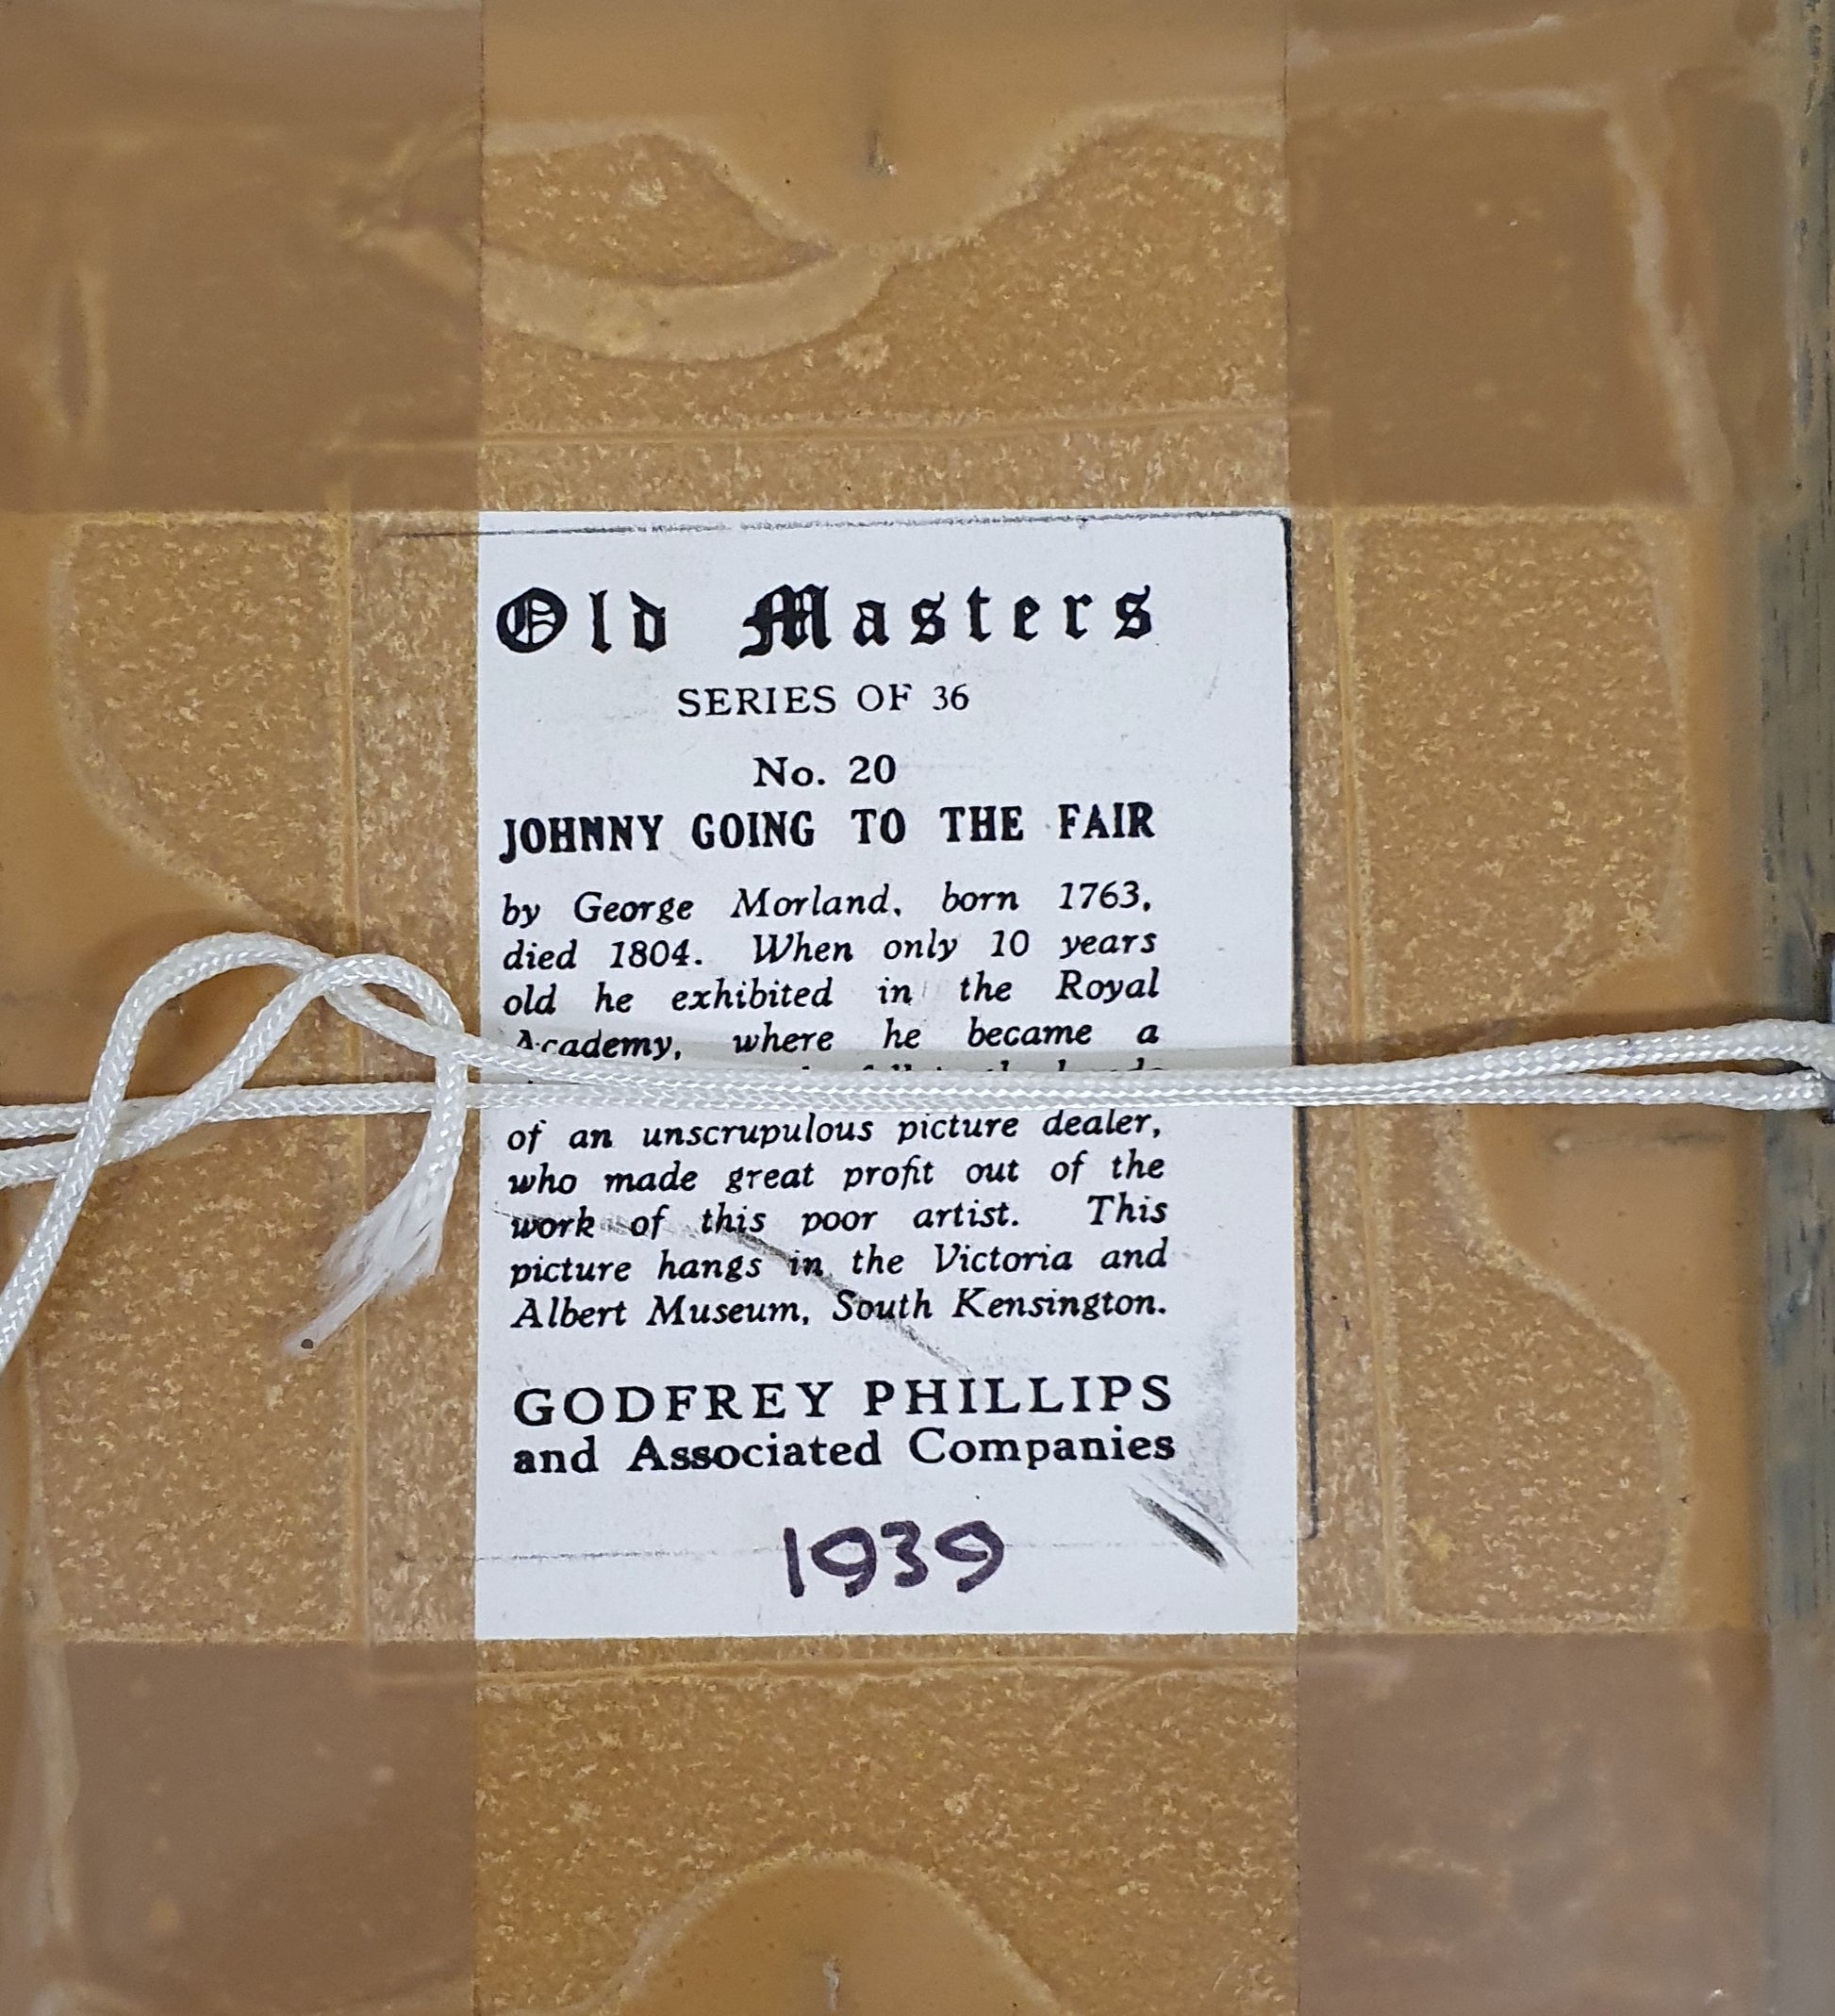 Old Masters
SERIES OF 36
No. 20
JOHNNY GOING TO THE FAIR
by George Morland, born 1763,
died 1804. When only 10 years
old he exhibited in the Royal
Academy, where he became a
of an unscrupulous picture dealer,
who made great profit out of the
work of this poor artist. This
picture hangs in the Victoria and
Albert Museum, South Kensington.
GODFREY PHILLIPS
and Associated Companies
1939